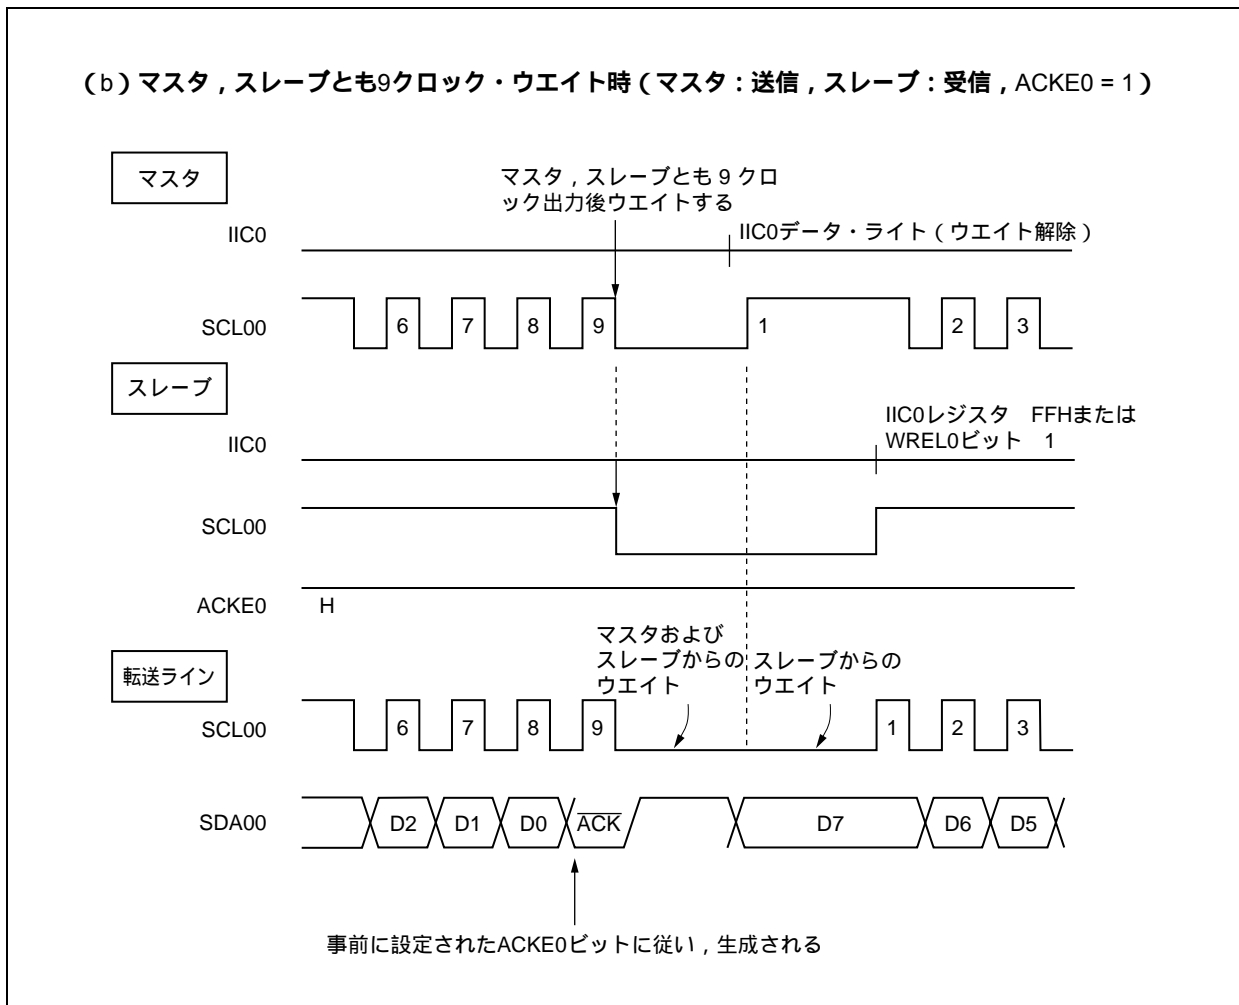 （b）マスタ，スレーブとも9クロック・ウエイト時（マスタ：送信，スレーブ：受信，ACKE0 = 1）
マスタ
マスタ，スレーブとも 9 クロ
ック出力後ウエイトする
IIC0
IIC0データ・ライト（ウエイト解除）
SCL00
6 7 8 9 1 2 3
スレーブ
IIC0レジスタ　FFHまたは
WREL0ビット　1
IIC0
SCL00
ACKE0 H
マスタおよび
スレーブからの
ウエイト
スレーブからの
ウエイト
転送ライン
SCL00
6 7 8 9 1 2 3
SDA00
D2 D1 D0 ACK D7 D6 D5
事前に設定されたACKE0ビットに従い，生成される